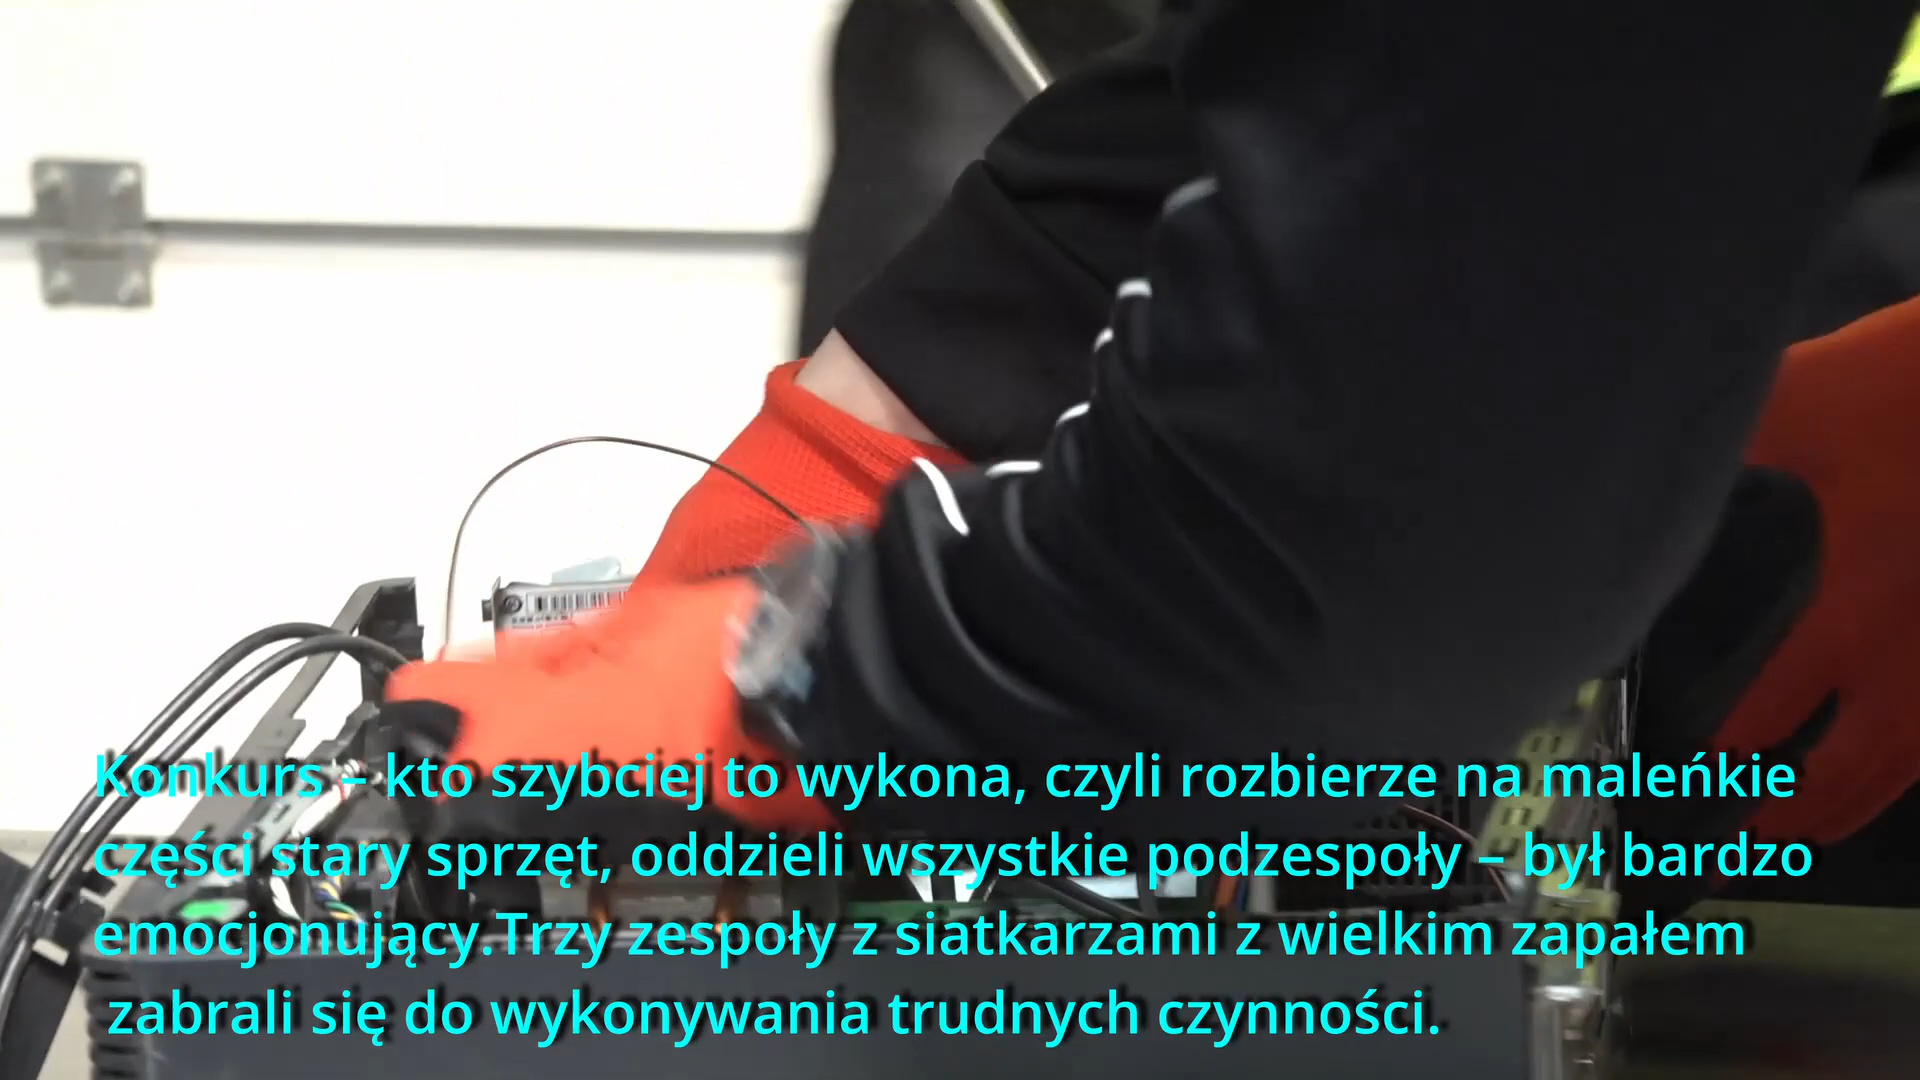 Konkurs – kto szybciej to wykona, czyli rozbierze na maleńkie
części stary sprzęt, oddzieli wszystkie podzespoły – był bardzo
emocjonujący.Trzy zespoły z siatkarzami z wielkim zapałem
zabrali się do wykonywania trudnych czynności.